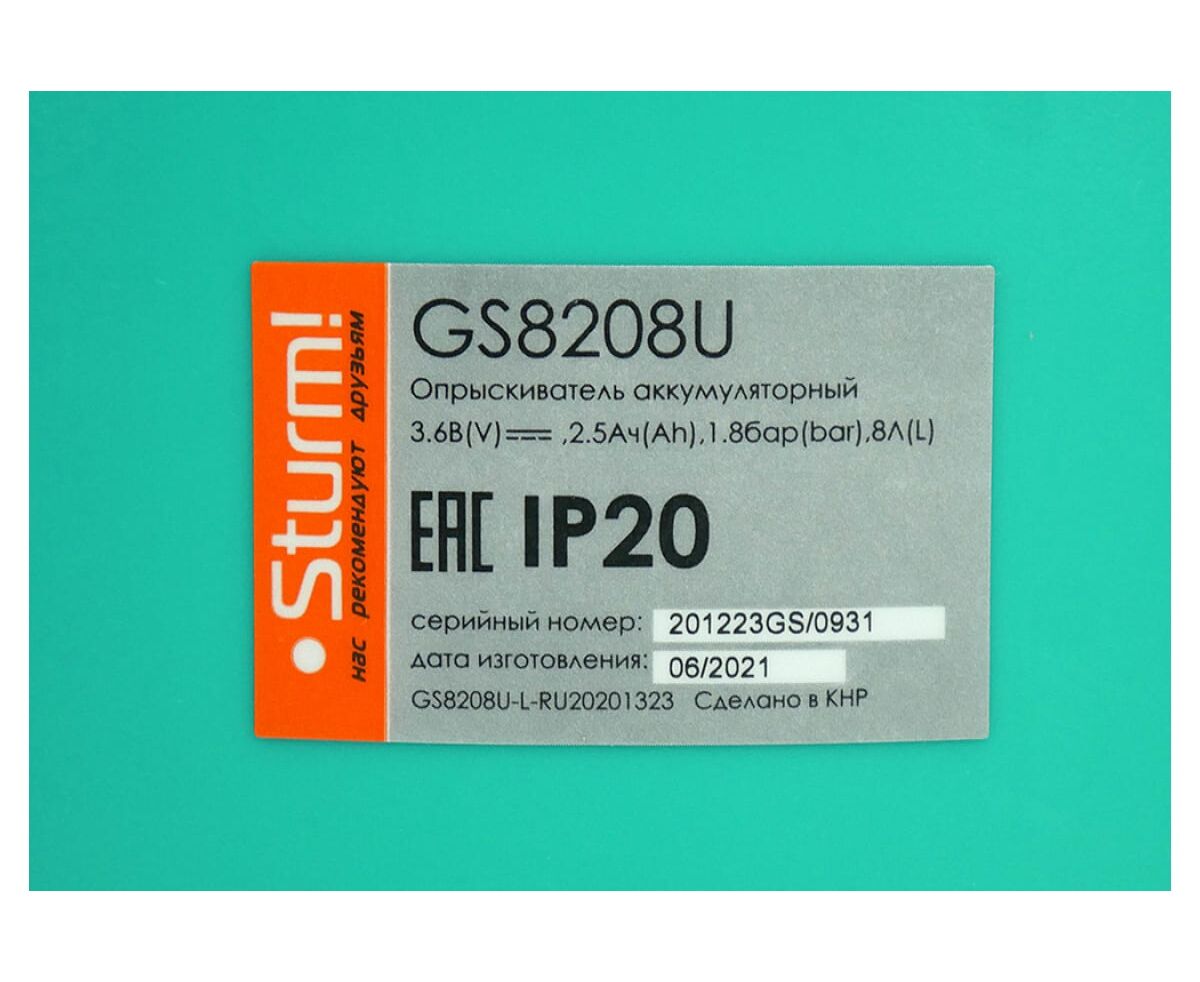 Sturm!
нас рекомендуют друзьям
GS8208U
Опрыскиватель аккумуляторный
3.6В(V)⎓ ,2.5Ач(Ah),1.8бар(bar),8Л(L)
EAC IP20
серийный номер: 201223GS/0931
дата изготовления: 06/2021
GS8208U-L-RU20201323 Сделано в КНР